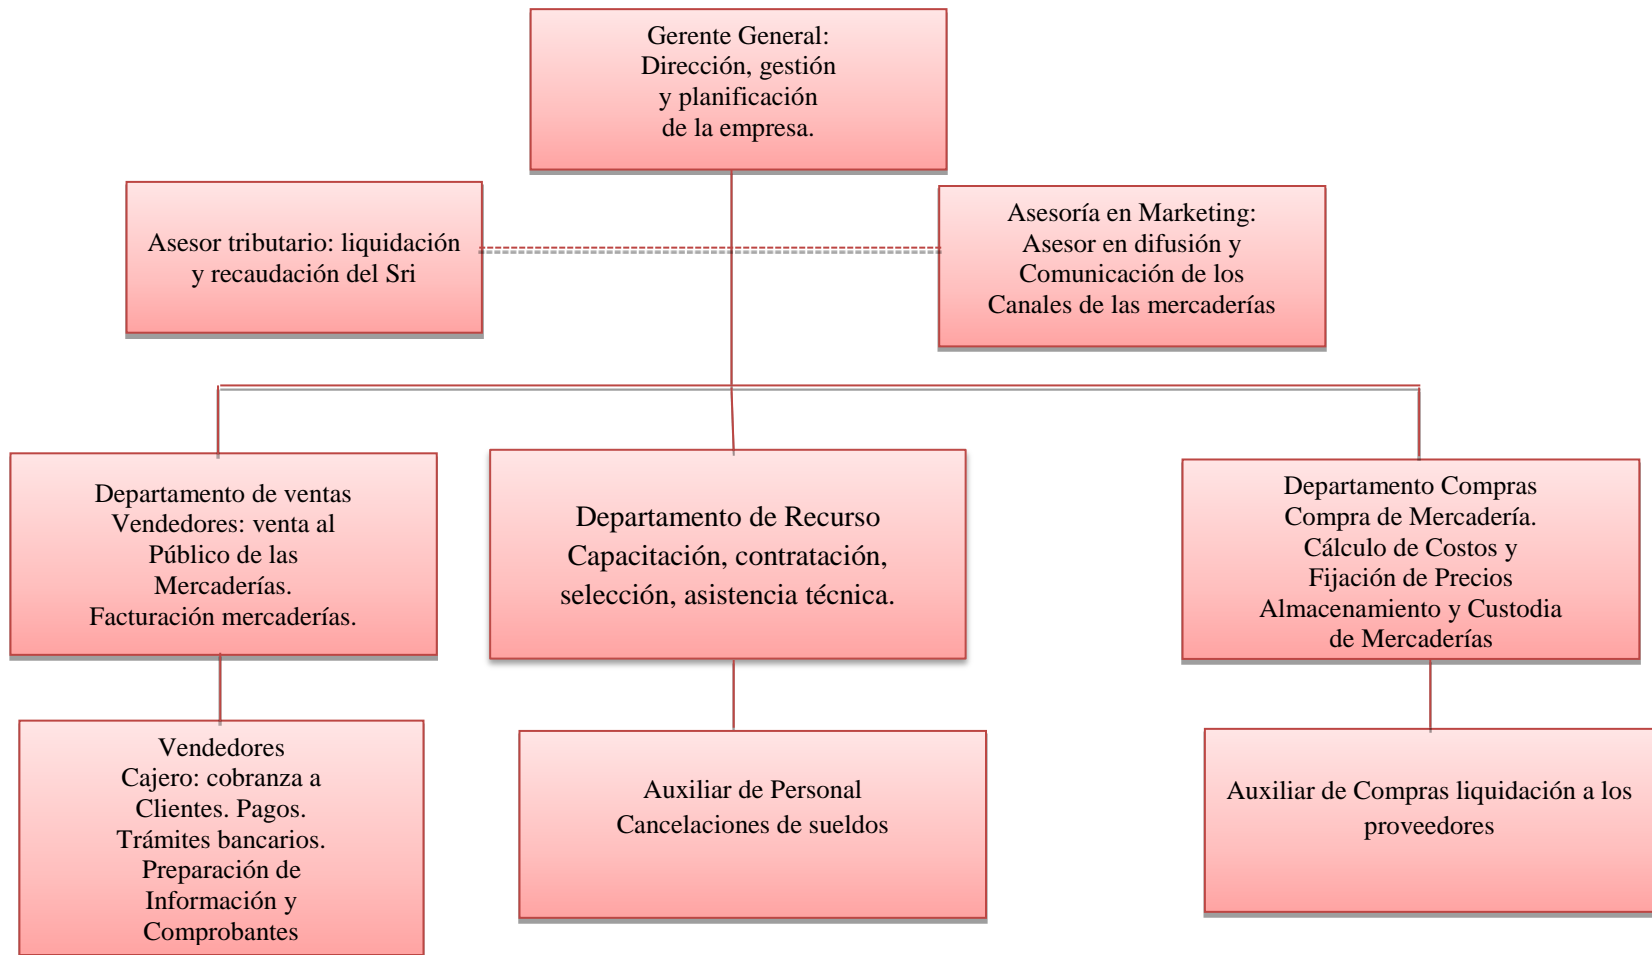 Gerente General:
Dirección, gestión
y planificación
de la empresa.
Asesor tributario: liquidación
y recaudación del Sri
Asesoría en Marketing:
Asesor en difusión y
Comunicación de los
Canales de las mercaderías
Departamento de ventas
Vendedores: venta al
Público de las
Mercaderías.
Facturación mercaderías.
Departamento de Recurso
Capacitación, contratación,
selección, asistencia técnica.
Departamento Compras
Compra de Mercadería.
Cálculo de Costos y
Fijación de Precios
Almacenamiento y Custodia
de Mercaderías
Vendedores
Cajero: cobranza a
Clientes. Pagos.
Trámites bancarios.
Preparación de
Información y
Comprobantes
Auxiliar de Personal
Cancelaciones de sueldos
Auxiliar de Compras liquidación a los
proveedores